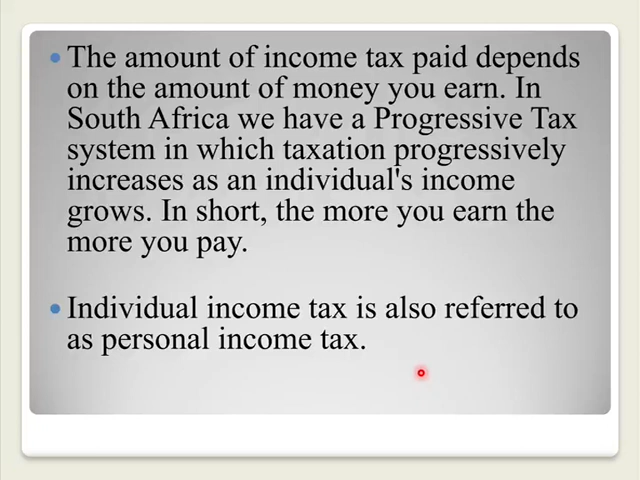 The amount of income tax paid depends
on the amount of money you earn. In
South Africa we have a Progressive Tax
system in which taxation progressively
increases as an individual's income
grows. In short, the more you earn the
more you pay.
Individual income tax is also referred to
as personal income tax.